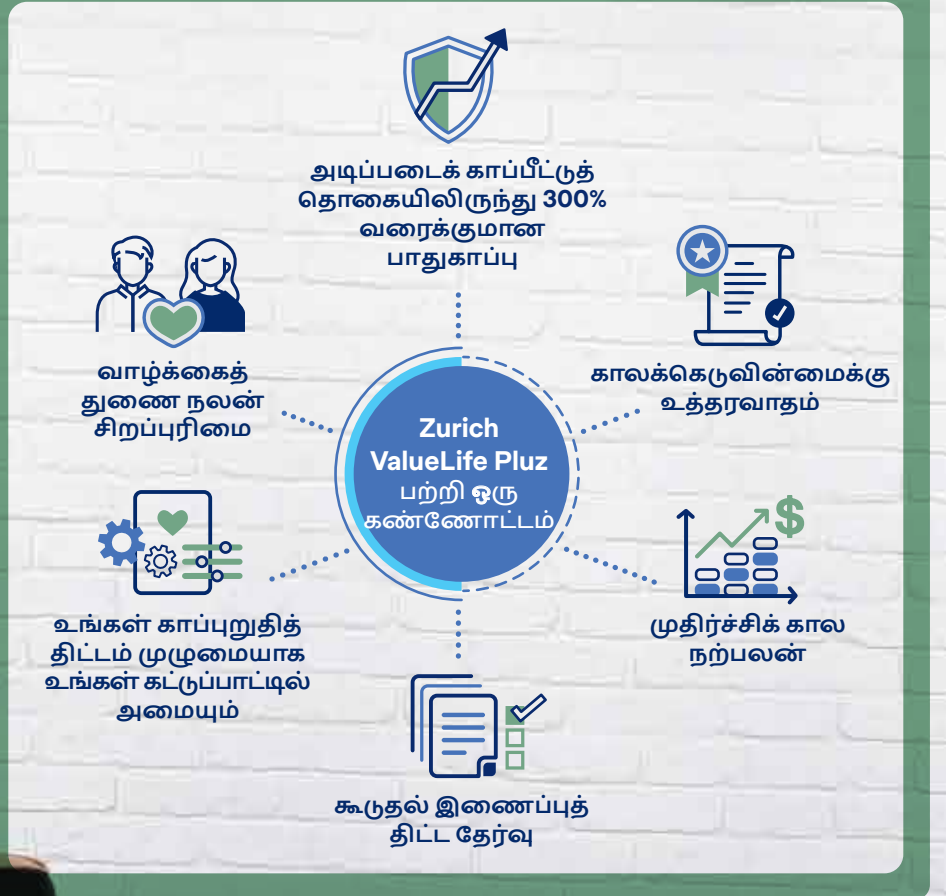 அடிப்படைக் காப்பீட்டுத்
தொகையிலிருந்து 300%
வரைக்குமான
பாதுகாப்பு
வாழ்க்கைத்
துணை நலன்
சிறப்புரிமை
காலக்கெடுவின்மைக்கு
உத்தரவாதம்
Zurich
ValueLife Pluz
பற்றி ஒரு
கண்ணோட்டம்
உங்கள் காப்புறுதித்
திட்டம் முழுமையாக
உங்கள் கட்டுப்பாட்டில்
அமையும்
முதிர்ச்சிக் கால
நற்பலன்
கூடுதல் இணைப்புத்
திட்ட தேர்வு